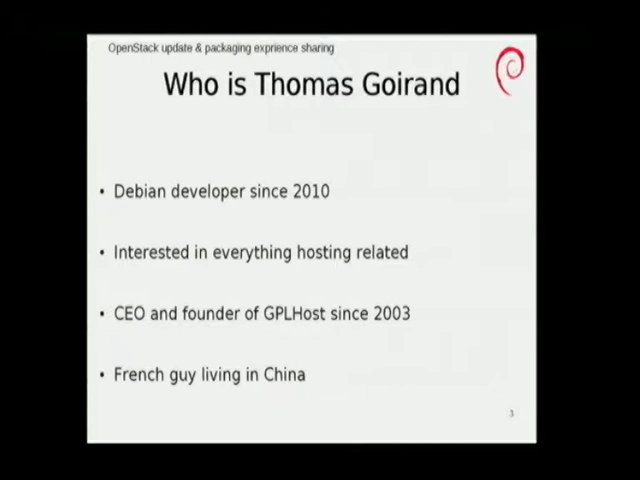 OpenStack update & packaging exprience sharing
Who is Thomas Goirand
• Debian developer since 2010
• Interested in everything hosting related
• CEO and founder of GPLHost since 2003
• French guy living in China
3